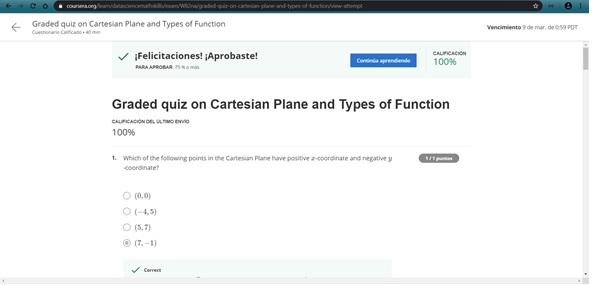 coursera.org/learn/datasciencemathskills/exam/W82na/graded-quiz-on-cartesian-plane-and-types-of-function/view-attempt
Graded quiz on Cartesian Plane and Types of Function
Cuestionario Calificado • 40 min
Vencimiento 9 de mar. de 0:59 PDT
¡Felicitaciones! ¡Aprobaste!
PARA APROBAR 75 % o más
Continúa aprendiendo
CALIFICACIÓN
100%
Graded quiz on Cartesian Plane and Types of Function
CALIFICACIÓN DEL ÚLTIMO ENVÍO
100%
1. Which of the following points in the Cartesian Plane have positive x-coordinate and negative y
-coordinate?
1 / 1 puntos
(0, 0)
(−4, 5)
(5, 7)
(7, −1)
Correct